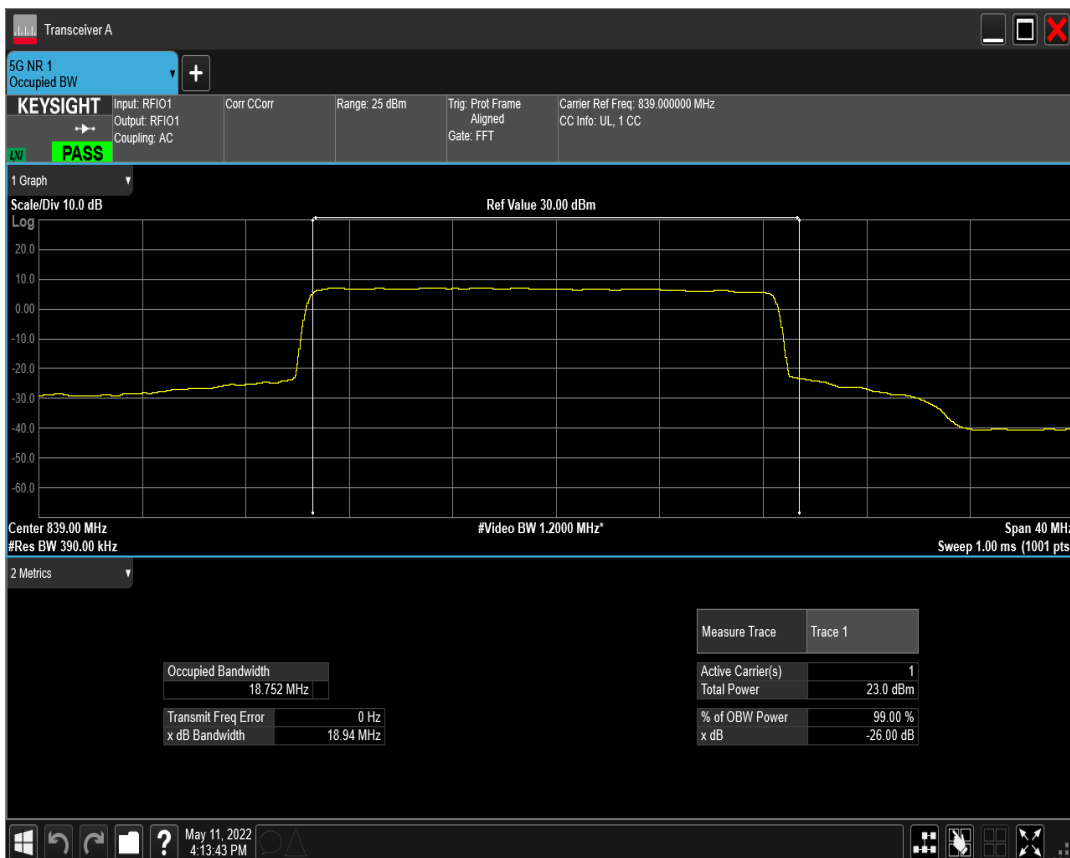 Transceiver A
5G NR 1
Occupied BW
KEYSIGHT
Input: RFIO1
Output: RFIO1
Coupling: AC
Corr CCorr
Range: 25 dBm
Trig: Prot Frame
Aligned
Gate: FFT
Carrier Ref Freq: 839.000000 MHz
CC Info: UL, 1 CC
LXI
PASS
1 Graph
Scale/Div 10.0 dB
Ref Value 30.00 dBm
Log
20.0
10.0
0.00
-10.0
-20.0
-30.0
-40.0
-50.0
-60.0
Center 839.00 MHz
#Video BW 1.2000 MHz*
Span 40 MHz
#Res BW 390.00 kHz
Sweep 1.00 ms (1001 pts
2 Metrics
Measure Trace Trace 1
Occupied Bandwidth
18.752 MHz
Active Carrier(s) 1
Total Power 23.0 dBm
Transmit Freq Error 0 Hz
x dB Bandwidth 18.94 MHz
% of OBW Power 99.00 %
x dB -26.00 dB
?
May 11, 2022
4:13:43 PM